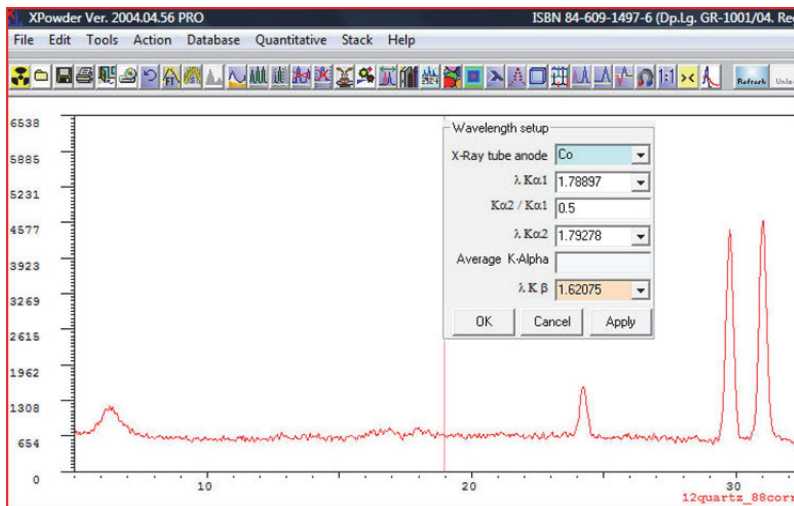 XPowder Ver. 2004.04.56 PRO ISBN 84-609-1497-6 (Dp.Lg. GR-1001/04. Re
File Edit Tools Action Database Quantitative Stack Help
1:1 Refresh
6538
5885
5231
4577
3923
3269
2615
1962
1308
654
0
Wavelength setup
X-Ray tube anode Co
λ Kα1 1.78897
Kα2 / Kα1 0.5
λ Kα2 1.79278
Average K-Alpha
λ K β 1.62075
OK Cancel Apply
10 20 30
12quartz_88corr